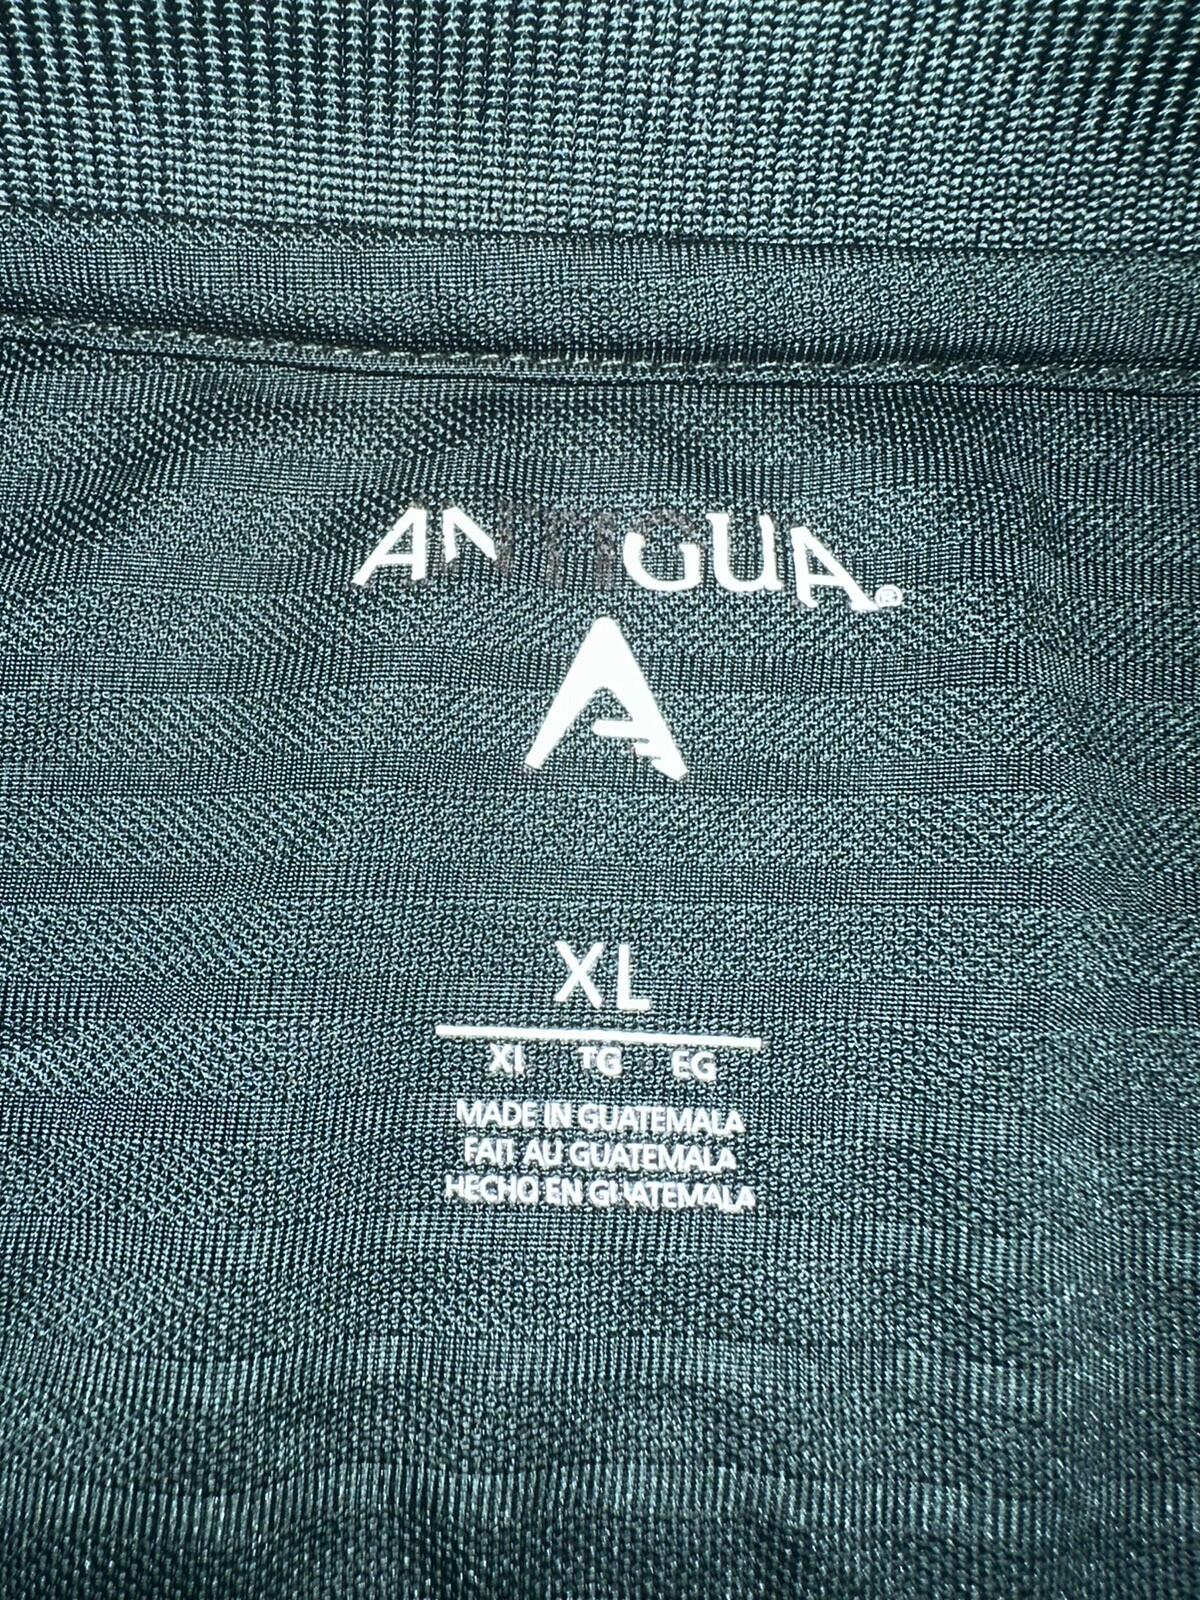 ANTIGUA®
XL
XL TG EG
MADE IN GUATEMALA
FAIT AU GUATEMALA
HECHO EN GUATEMALA